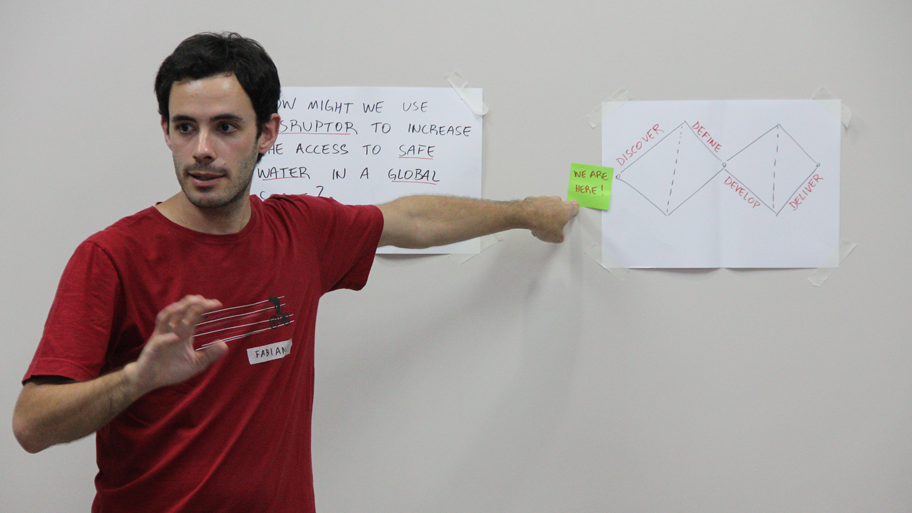 OW MIGHT WE USE
SRUPTOR TO INCREASE
HE ACCESS TO SAFE
WATER IN A GLOBAL
?
WE ARE
HERE!
DISCOVER
DEFINE
DEVELOP
DELIVER
FABIAN